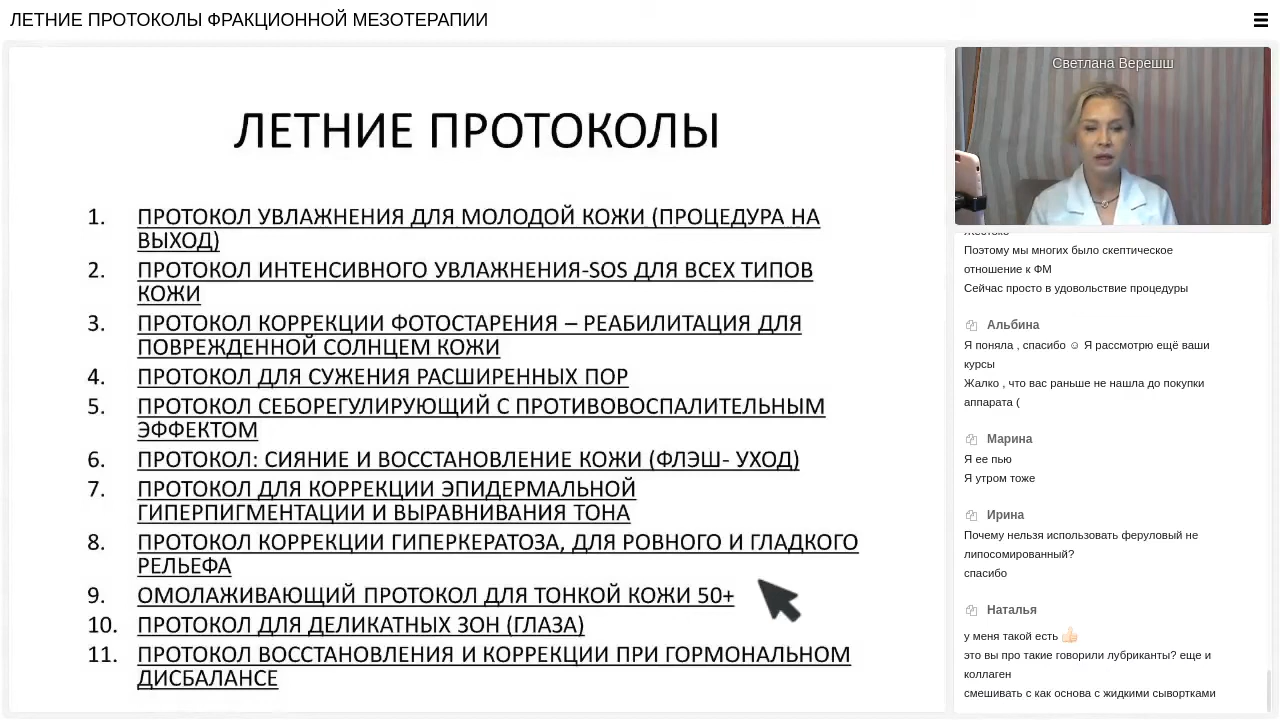 ЛЕТНИЕ ПРОТОКОЛЫ ФРАКЦИОННОЙ МЕЗОТЕРАПИИ
ЛЕТНИЕ ПРОТОКОЛЫ
1. ПРОТОКОЛ УВЛАЖНЕНИЯ ДЛЯ МОЛОДОЙ КОЖИ (ПРОЦЕДУРА НА
ВЫХОД)
2. ПРОТОКОЛ ИНТЕНСИВНОГО УВЛАЖНЕНИЯ-SOS ДЛЯ ВСЕХ ТИПОВ
КОЖИ
3. ПРОТОКОЛ КОРРЕКЦИИ ФОТОСТАРЕНИЯ – РЕАБИЛИТАЦИЯ ДЛЯ
ПОВРЕЖДЕННОЙ СОЛНЦЕМ КОЖИ
4. ПРОТОКОЛ ДЛЯ СУЖЕНИЯ РАСШИРЕННЫХ ПОР
5. ПРОТОКОЛ СЕБОРЕГУЛИРУЮЩИЙ С ПРОТИВОВОСПАЛИТЕЛЬНЫМ
ЭФФЕКТОМ
6. ПРОТОКОЛ: СИЯНИЕ И ВОССТАНОВЛЕНИЕ КОЖИ (ФЛЭШ- УХОД)
7. ПРОТОКОЛ ДЛЯ КОРРЕКЦИИ ЭПИДЕРМАЛЬНОЙ
ГИПЕРПИГМЕНТАЦИИ И ВЫРАВНИВАНИЯ ТОНА
8. ПРОТОКОЛ КОРРЕКЦИИ ГИПЕРКЕРАТОЗА, ДЛЯ РОВНОГО И ГЛАДКОГО
РЕЛЬЕФА
9. ОМОЛАЖИВАЮЩИЙ ПРОТОКОЛ ДЛЯ ТОНКОЙ КОЖИ 50+
10. ПРОТОКОЛ ДЛЯ ДЕЛИКАТНЫХ ЗОН (ГЛАЗА)
11. ПРОТОКОЛ ВОССТАНОВЛЕНИЯ И КОРРЕКЦИИ ПРИ ГОРМОНАЛЬНОМ
ДИСБАЛАНСЕ
Светлана Верешш
Жестоко
Поэтому мы многих было скептическое
отношение к ФМ
Сейчас просто в удовольствие процедуры
Альбина
Я поняла , спасибо ☺ Я рассмотрю ещё ваши
курсы
Жалко , что вас раньше не нашла до покупки
аппарата (
Марина
Я ее пью
Я утром тоже
Ирина
Почему нельзя использовать феруловый не
липосомированный?
спасибо
Наталья
у меня такой есть 👍🏻
это вы про такие говорили лубриканты? еще и
коллаген
смешивать с как основа с жидкими сывортками